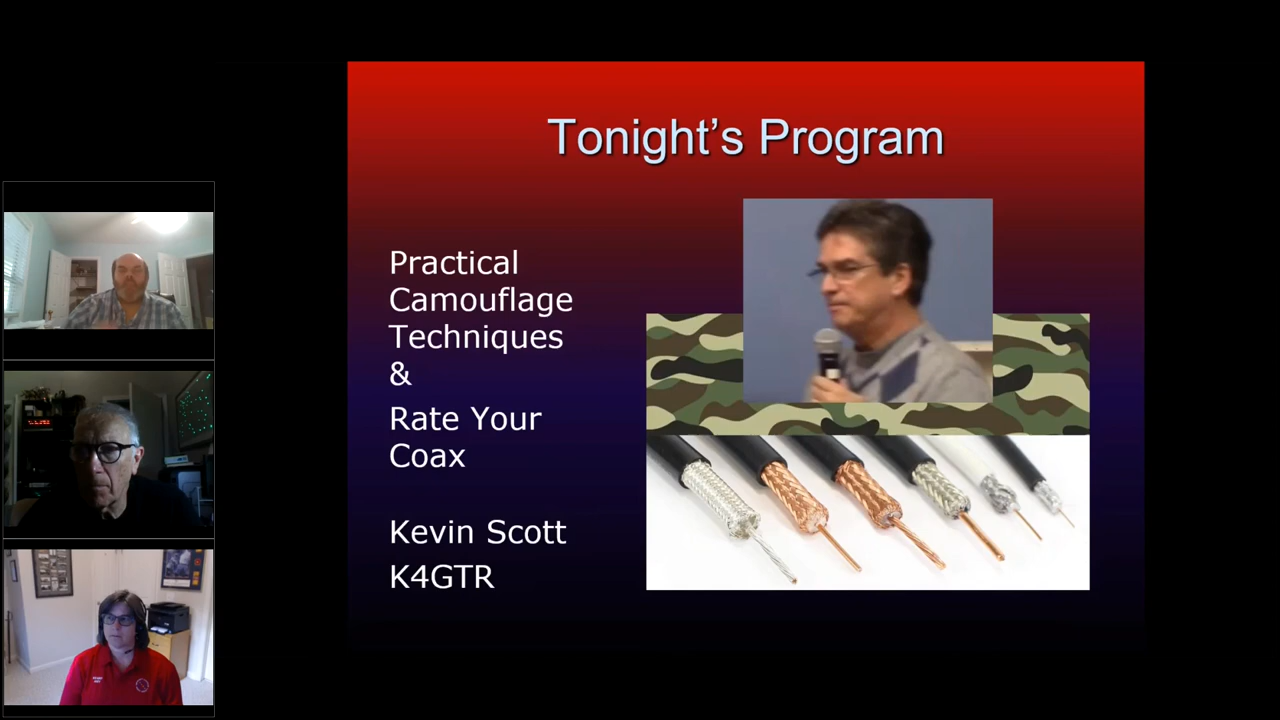 Tonight's Program
Practical
Camouflage
Techniques
&
Rate Your
Coax
Kevin Scott
K4GTR